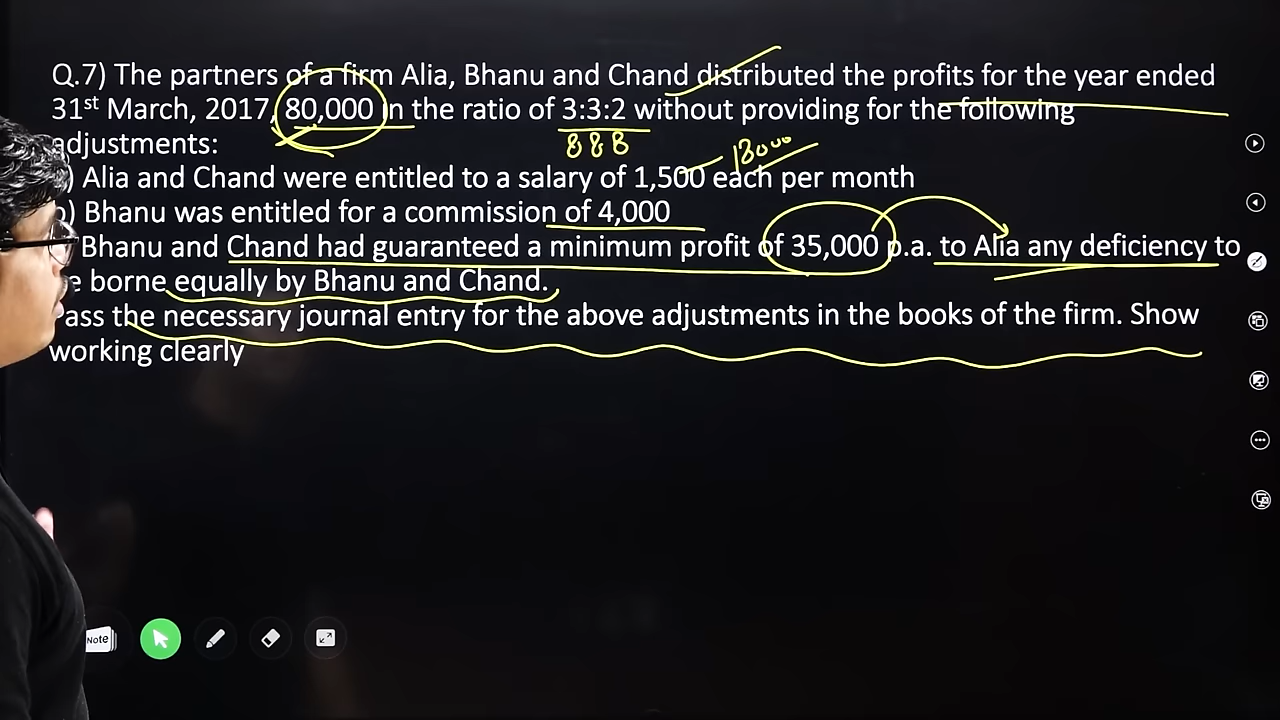 Q.7) The partners of a firm Alia, Bhanu and Chand distributed the profits for the year ended
31st March, 2017, 80,000 in the ratio of 3:3:2 without providing for the following
8 8 8
adjustments:
18000
) Alia and Chand were entitled to a salary of 1,500 each per month
) Bhanu was entitled for a commission of 4,000
Bhanu and Chand had guaranteed a minimum profit of 35,000 p.a. to Alia any deficiency to
e borne equally by Bhanu and Chand.
ass the necessary journal entry for the above adjustments in the books of the firm. Show
working clearly
Note